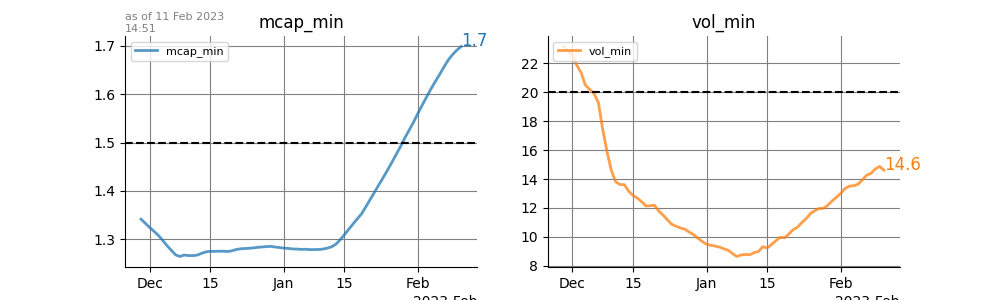 as of 11 Feb 2023
14:51
mcap_min
mcap_min
1.7
1.7
1.6
1.5
1.4
1.3
Dec 15 Jan 15 Feb
2023 Feb
vol_min
vol_min
22
20
18
16
14.6
14
12
10
8
Dec 15 Jan 15 Feb
2023 Feb